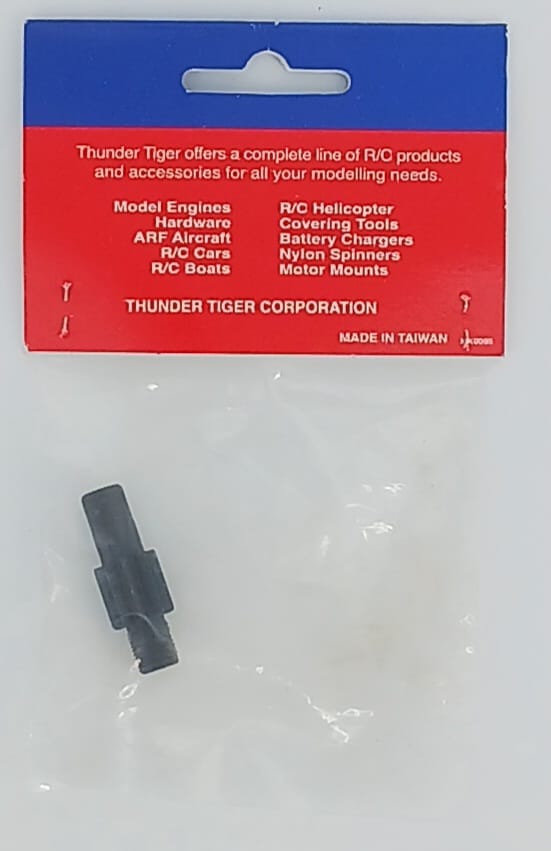 Thunder Tiger offers a complete line of R/C products
and accessories for all your modelling needs.
Model Engines
Hardware
ARF Aircraft
R/C Cars
R/C Boats
R/C Helicopter
Covering Tools
Battery Chargers
Nylon Spinners
Motor Mounts
THUNDER TIGER CORPORATION
MADE IN TAIWAN